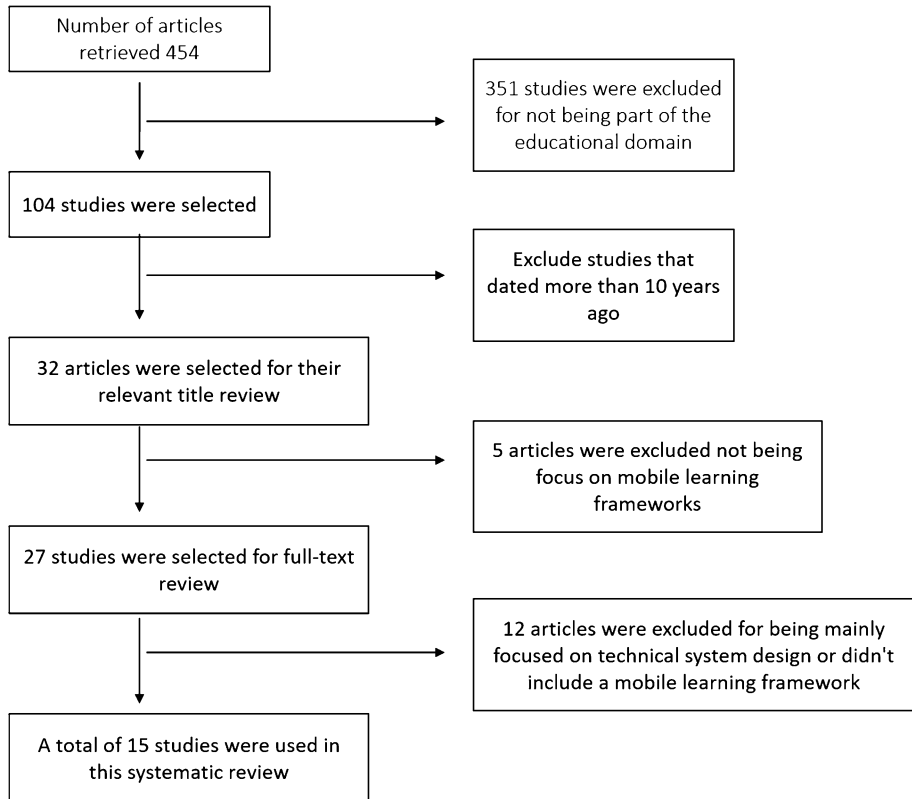 Number of articles
retrieved 454
351 studies were excluded
for not being part of the
educational domain
104 studies were selected
Exclude studies that
dated more than 10 years
ago
32 articles were selected for their
relevant title review
5 articles were excluded not being
focus on mobile learning
frameworks
27 studies were selected for full-text
review
12 articles were excluded for being mainly
focused on technical system design or didn't
include a mobile learning framework
A total of 15 studies were used in
this systematic review